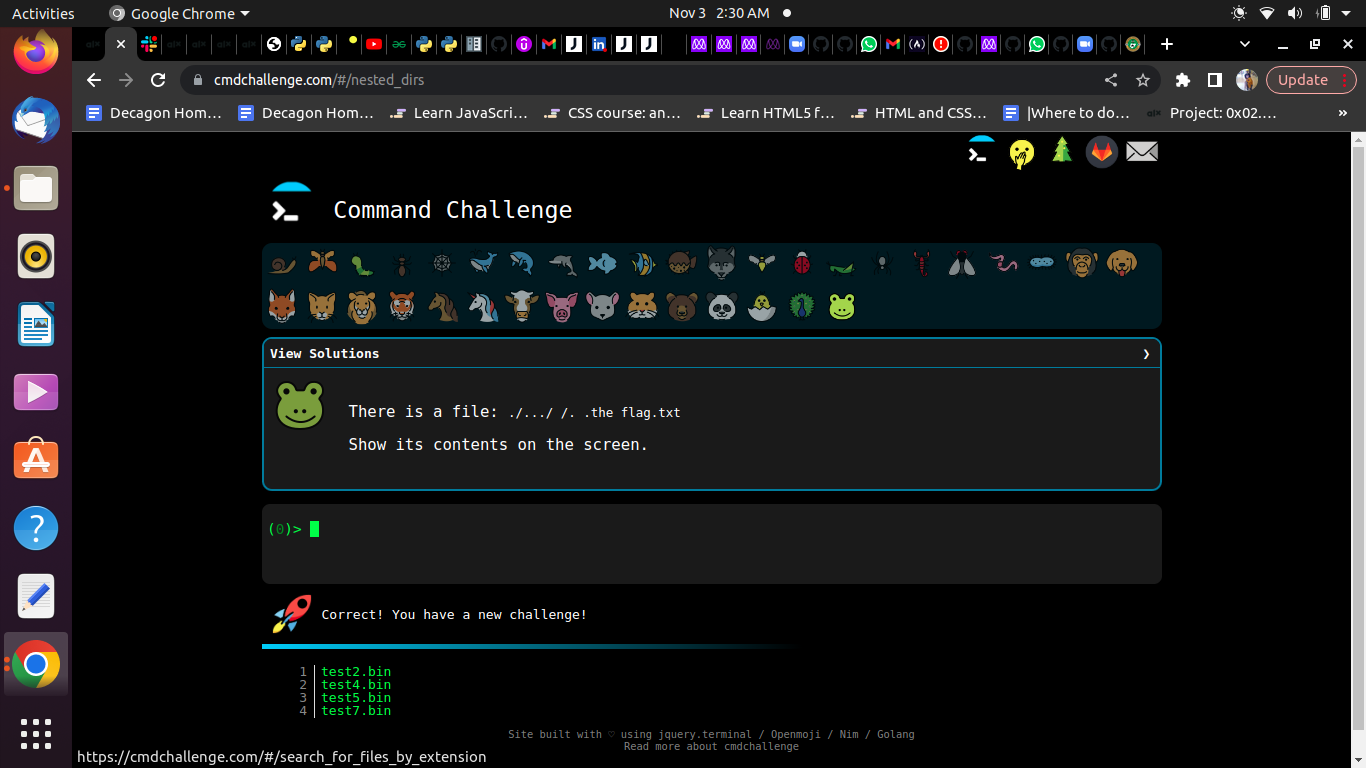 Activities
Google Chrome
Nov 3 2:30 AM
cmdchallenge.com/#/nested_dirs
Update
Decagon Hom...
Decagon Hom...
Learn JavaScri...
CSS course: an...
Learn HTML5 f...
HTML and CSS...
|Where to do...
Project: 0x02....
»
Command Challenge
View Solutions
There is a file: ./.../ /. .the flag.txt
Show its contents on the screen.
(0)>
Correct! You have a new challenge!
1 test2.bin
2 test4.bin
3 test5.bin
4 test7.bin
Site built with ♡ using jquery.terminal / Openmoji / Nim / Golang
Read more about cmdchallenge
https://cmdchallenge.com/#/search_for_files_by_extension